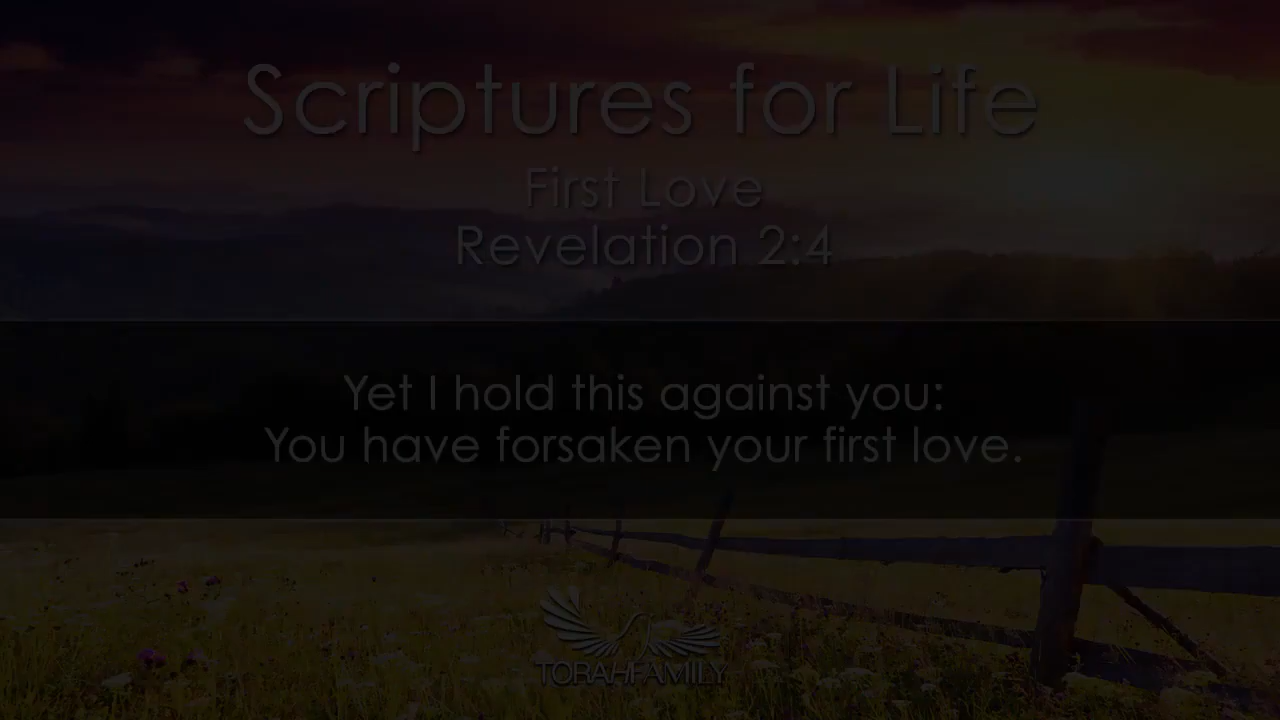 Scriptures for Life
First Love
Revelation 2:4
Yet I hold this against you:
You have forsaken your first love.
TORAHFAMILY